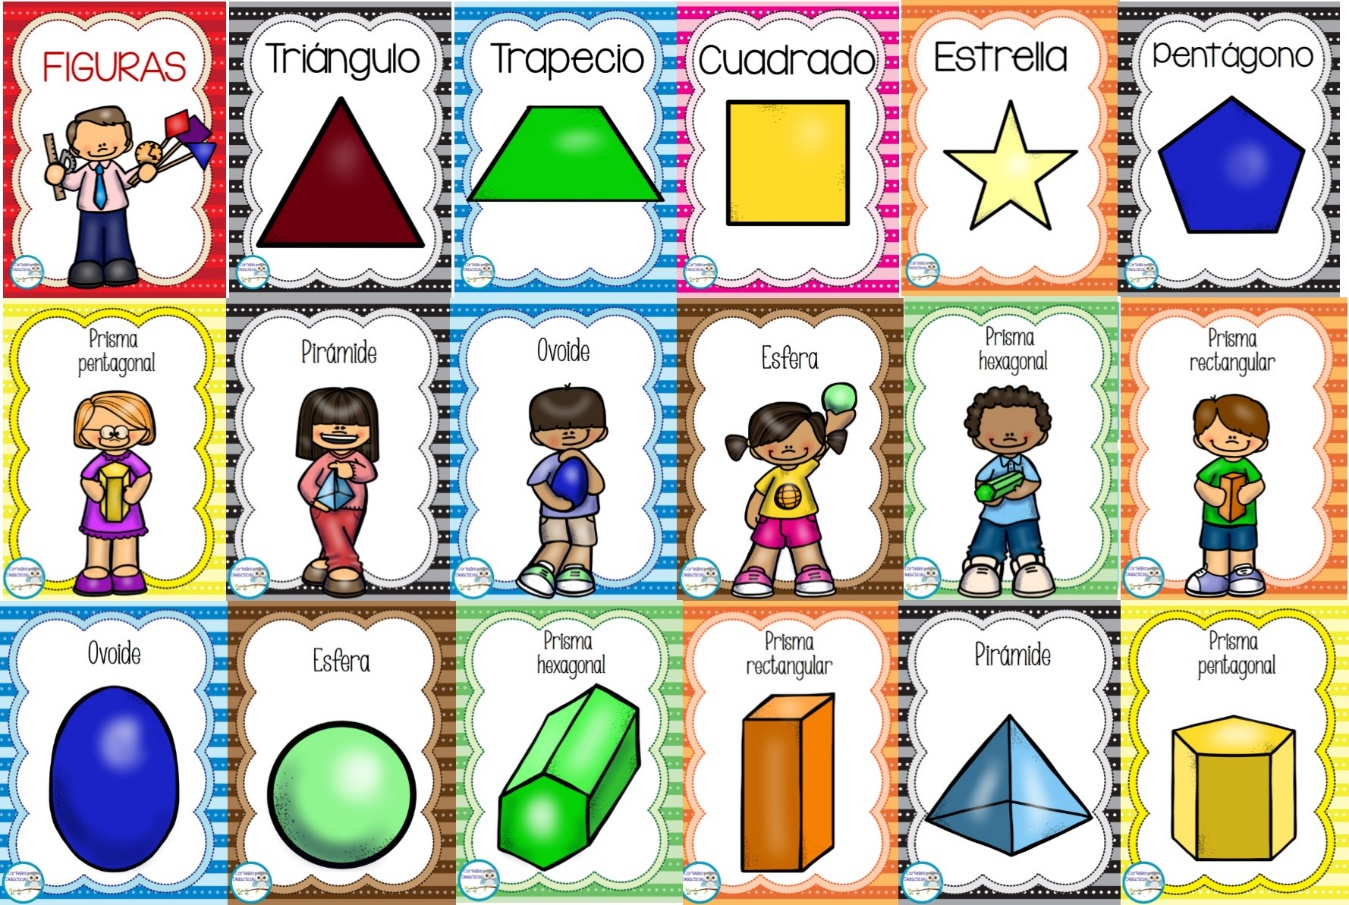 FIGURAS
Triángulo
Trapecio
Cuadrado
Estrella
Pentágono
Prisma
pentagonal
Pirámide
Ovoide
Esfera
Prisma
hexagonal
Prisma
rectangular
Ovoide
Esfera
Prisma
hexagonal
Prisma
rectangular
Pirámide
Prisma
pentagonal